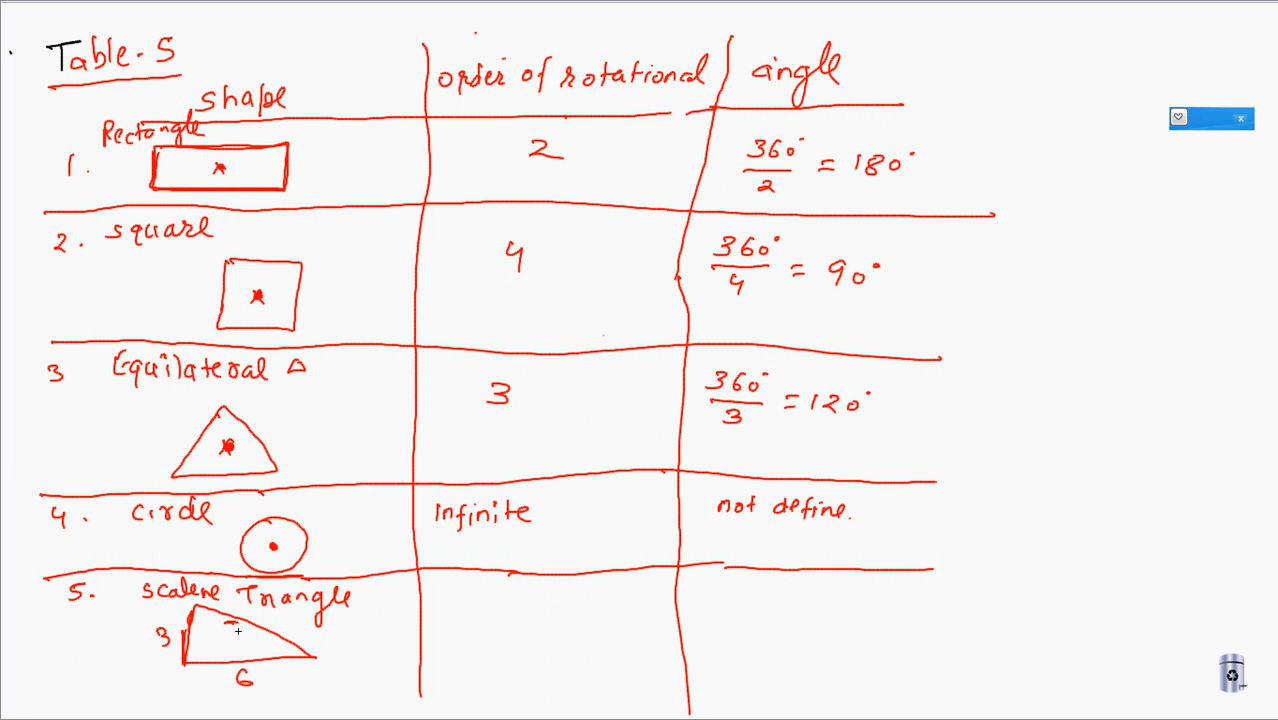 Table-5
shape order of rotational angle
1. Rectangle 2 360°/2 = 180°
2. square 4 360°/4 = 90°
3 Equilateral Δ 3 360°/3 = 120°
4. circle infinite not define.
5. scalene Triangle
3
6